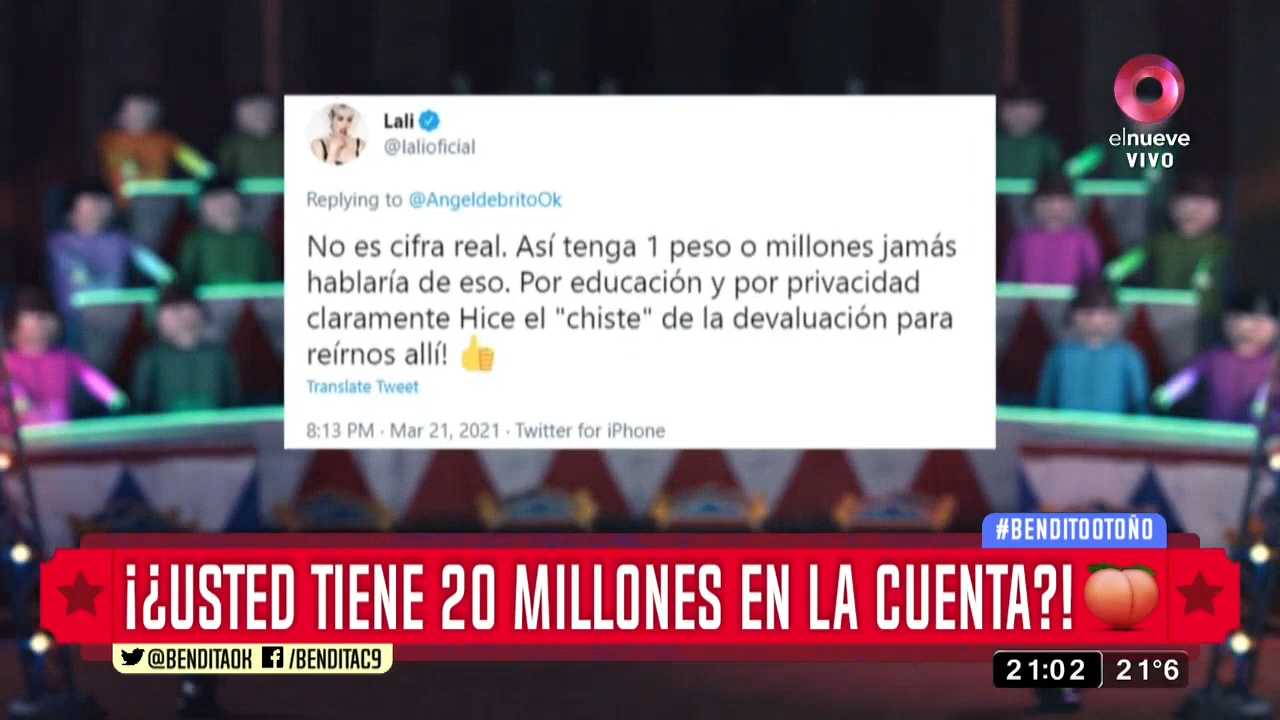 elnueve
VIVO
Lali
@lalioficial
Replying to @AngeldebritoOk
No es cifra real. Así tenga 1 peso o millones jamás
hablaría de eso. Por educación y por privacidad
claramente Hice el "chiste" de la devaluación para
reírnos allí! 👍
Translate Tweet
8:13 PM · Mar 21, 2021 · Twitter for iPhone
#BENDITOOTOÑO
¡¿USTED TIENE 20 MILLONES EN LA CUENTA?!🍑
@BENDITAOK /BENDITAC9
21:02 21°6